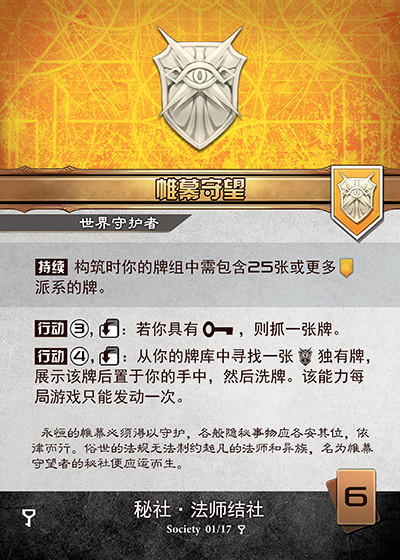 帷幕守望
世界守护者
持续 构筑时你的牌组中需包含25张或更多
派系的牌。
行动 ③, : 若你具有 , 则抓一张牌。
行动 ④, : 从你的牌库中寻找一张 独有牌,
展示该牌后置于你的手中, 然后洗牌。该能力每
局游戏只能发动一次。
永恒的帷幕必须得以守护, 各般隐秘事物应各安其位, 依
律而行。俗世的法规无法制约超凡的法师和异族, 名为帷幕
守望者的秘社便应运而生。
6
秘社·法师结社
Society 01/17